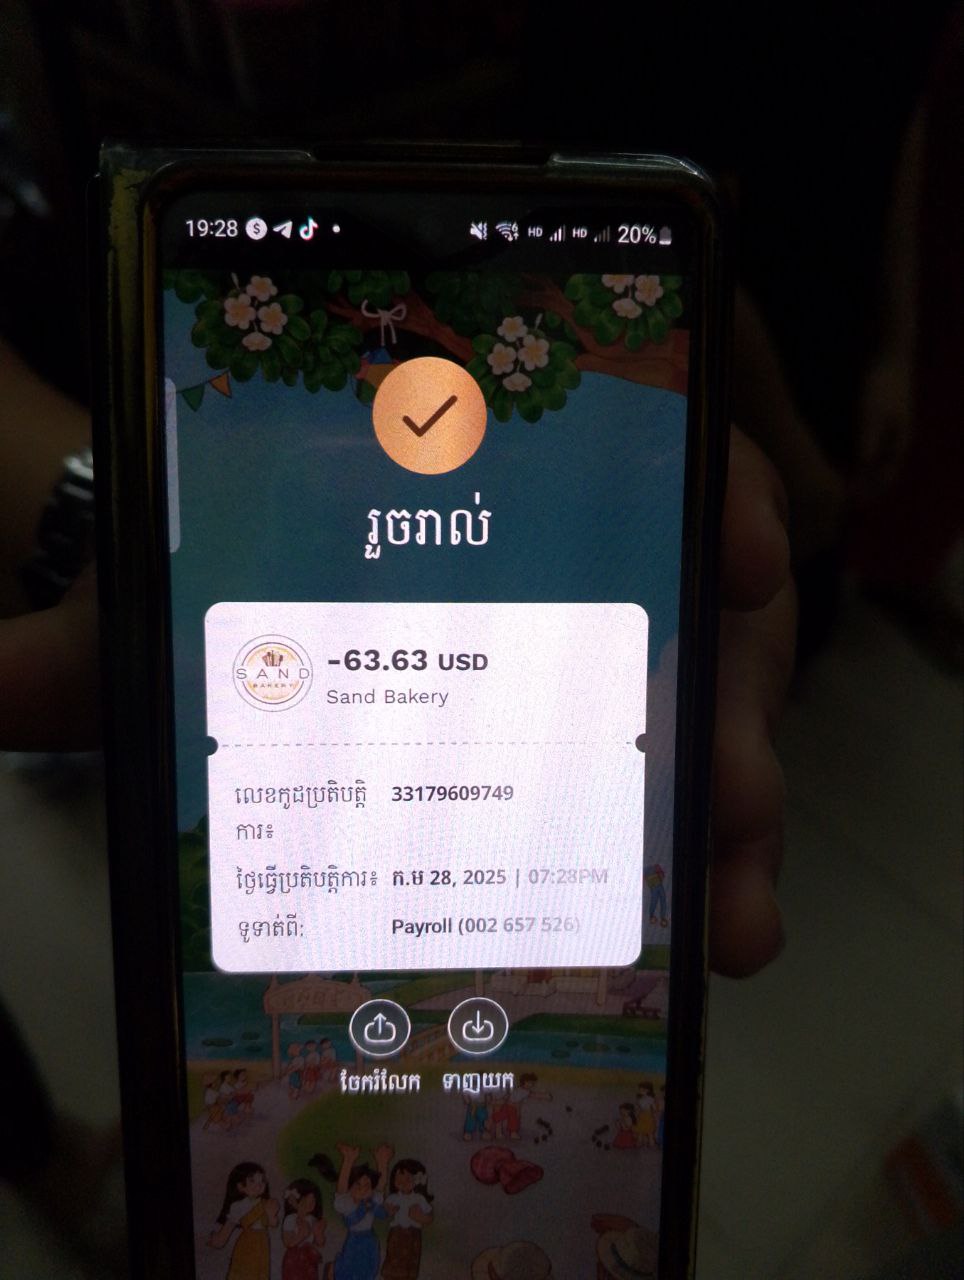 19:28 HD HD 20%
រួចរាល់
SAND
BAKERY
-63.63 USD
Sand Bakery
លេខកូដប្រតិបត្តិ 33179609749
ការ៖
ថ្ងៃធ្វើប្រតិបត្តិការ៖ ក.ម 28, 2025 | 07:28PM
ទូទាត់ពី: Payroll (002 657 526)
ចែករំលែក ទាញយក